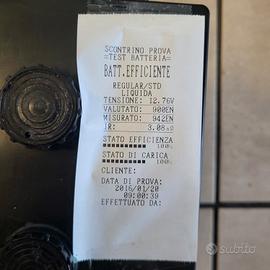 SCONTRINO PROVA
=TEST BATTERIA=
BATT.EFFICIENTE
REGULAR/STD
LIQUIDA
TENSIONE: 12.76V
VALUTATO: 900EN
MISURATO: 942EN
IR: 3.08mΩ
STATO EFFICIENZA
100%
STATO DI CARICA
100%
CLIENTE:
DATA DI PROVA:
2016/01/20
09:00:39
EFFETTUATO DA:
subito